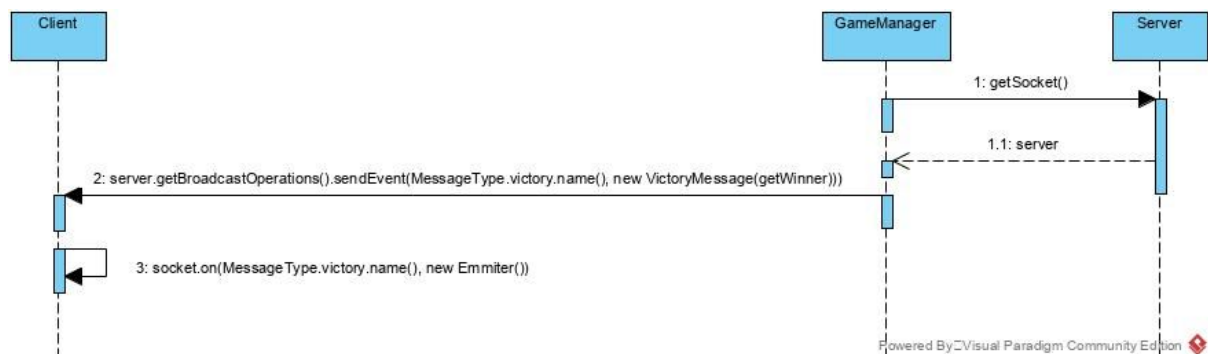 Client
GameManager
Server
1: getSocket()
1.1: server
2: server.getBroadcastOperations().sendEvent(MessageType.victory.name(), new VictoryMessage(getWinner)))
3: socket.on(MessageType.victory.name(), new Emmiter())
Powered By Visual Paradigm Community Edition